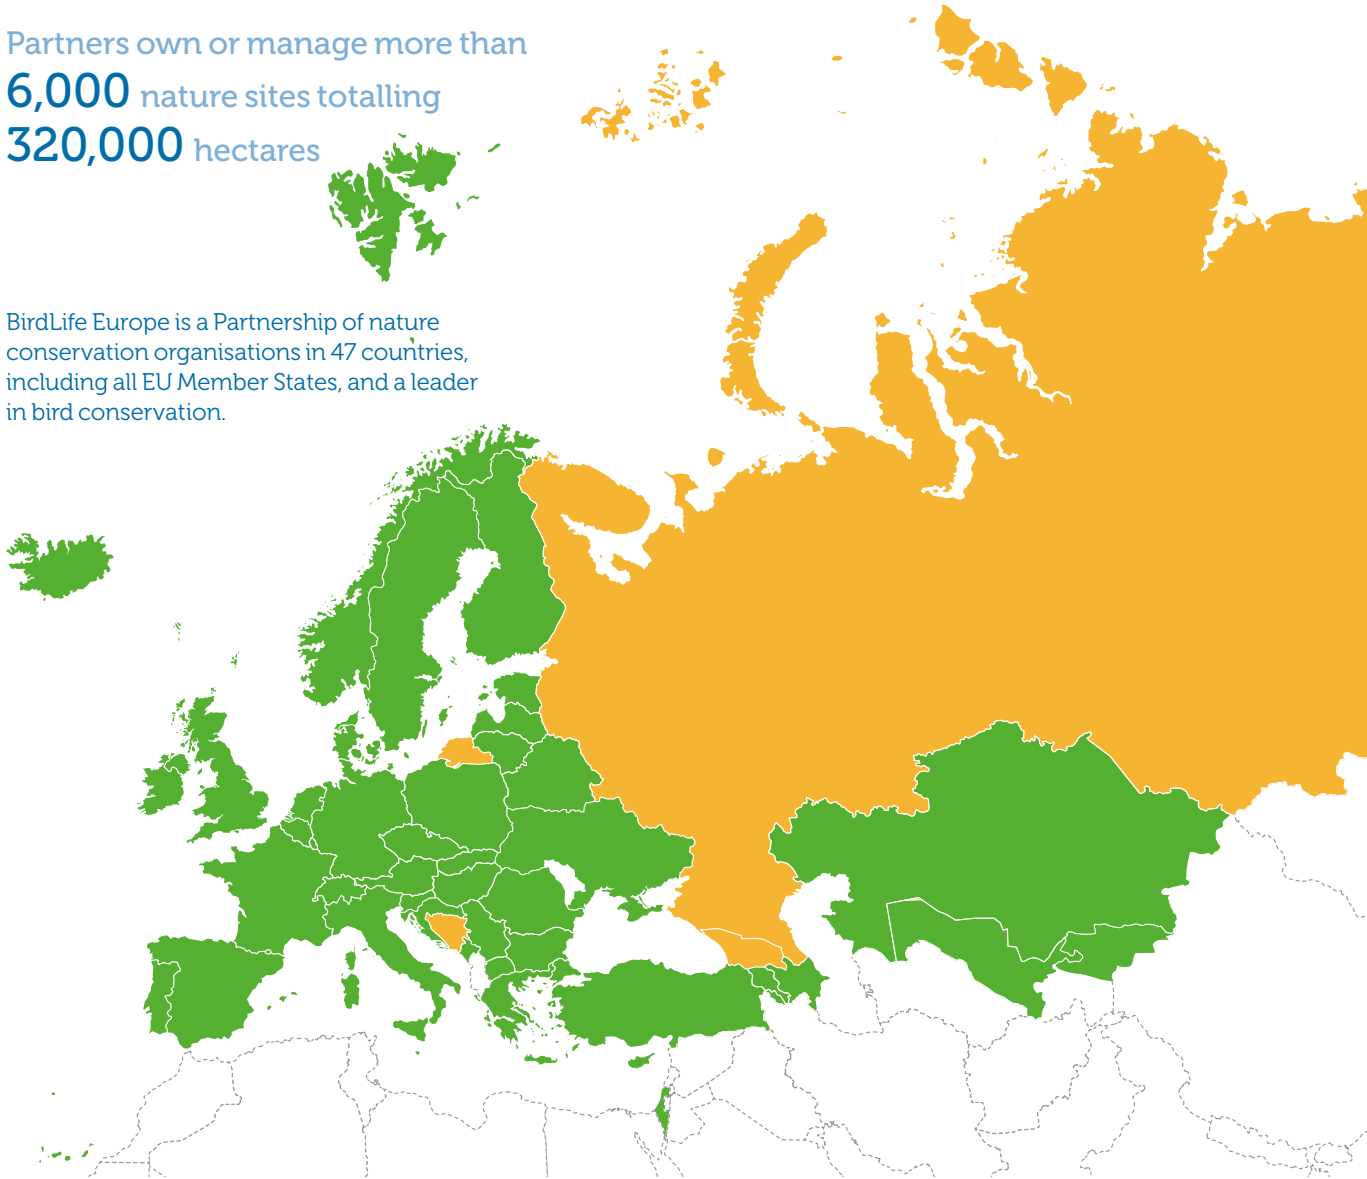 Partners own or manage more than
6,000 nature sites totalling
320,000 hectares
BirdLife Europe is a Partnership of nature
conservation organisations in 47 countries,
including all EU Member States, and a leader
in bird conservation.